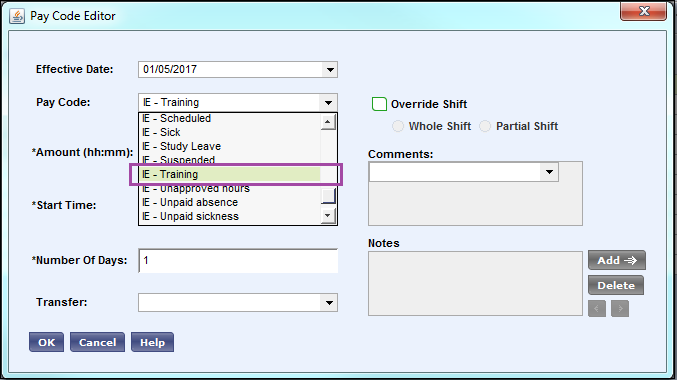 Pay Code Editor
Effective Date:
01/05/2017
Pay Code:
IE - Training
IE - Scheduled
IE - Sick
IE - Study Leave
IE - Suspended
IE - Training
IE - Unapproved hours
IE - Unpaid absence
IE - Unpaid sickness
*Amount (hh:mm):
*Start Time:
*Number Of Days:
1
Transfer:
Override Shift
Whole Shift
Partial Shift
Comments:
Notes
Add
Delete
<
>
OK
Cancel
Help